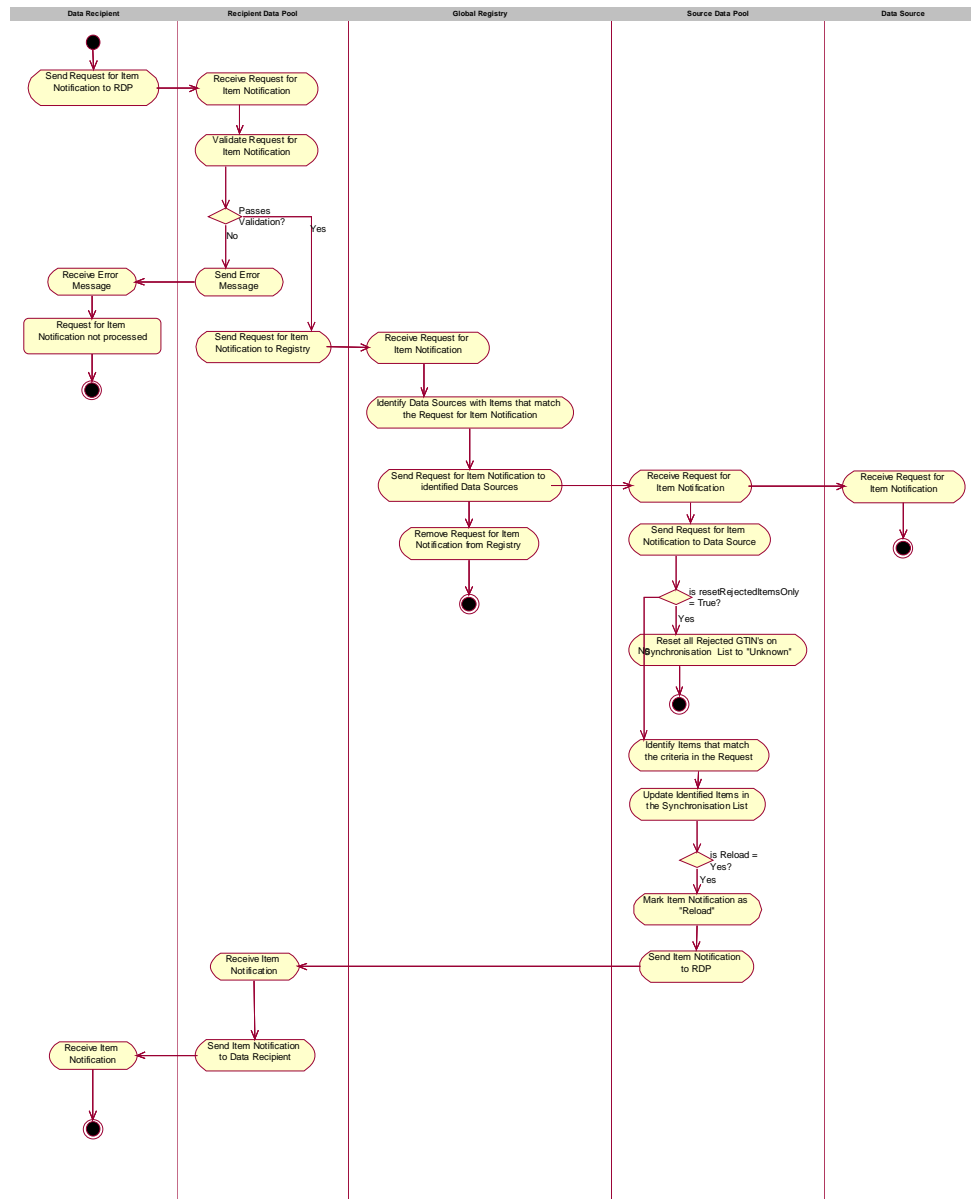 Data Recipient
Recipient Data Pool
Global Registry
Source Data Pool
Data Source
Send Request for Item
Notification to RDP
Receive Request for
Item Notification
Validate Request for
Item Notification
Passes
Validation?
Yes
No
Receive Error
Message
Send Error
Message
Request for Item
Notification not processed
Send Request for Item
Notification to Registry
Receive Request for
Item Notification
Identify Data Sources with Items that match
the Request for Item Notification
Send Request for Item Notification to
identified Data Sources
Receive Request for
Item Notification
Receive Request for
Item Notification
Remove Request for Item
Notification from Registry
Send Request for Item
Notification to Data Source
is resetRejectedItemsOnly
= True?
Yes
Reset all Rejected GTIN's on
Synchronisation List to "Unknown"
No
Identify Items that match
the criteria in the Request
Update Identified Items in
the Synchronisation List
is Reload =
Yes?
Yes
Mark Item Notification as
"Reload"
Receive Item
Notification
Send Item Notification
to RDP
Receive Item
Notification
Send Item Notification
to Data Recipient